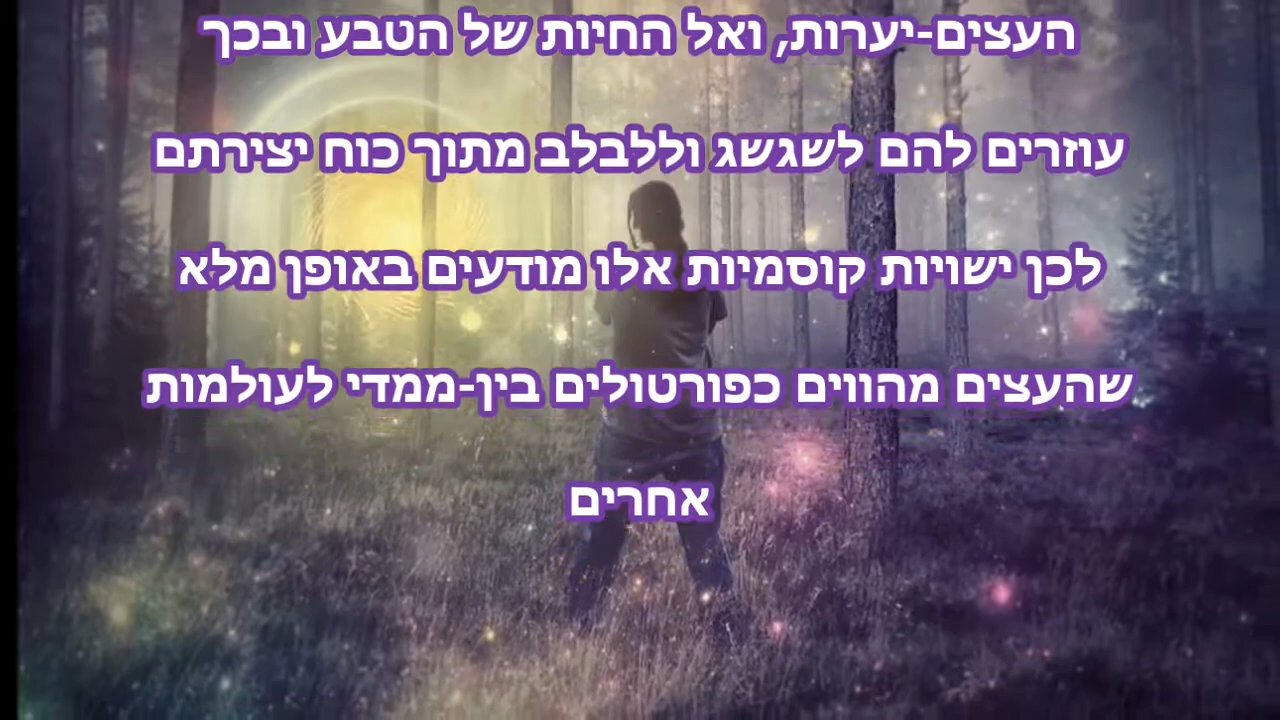 העצים-יערות, ואל החיות של הטבע ובכך
עוזרים להם לשגשג וללבלב מתוך כוח יצירתם
לכן ישויות קוסמיות אלו מודעים באופן מלא
שהעצים מהווים כפורטולים בין-ממדי לעולמות
אחרים